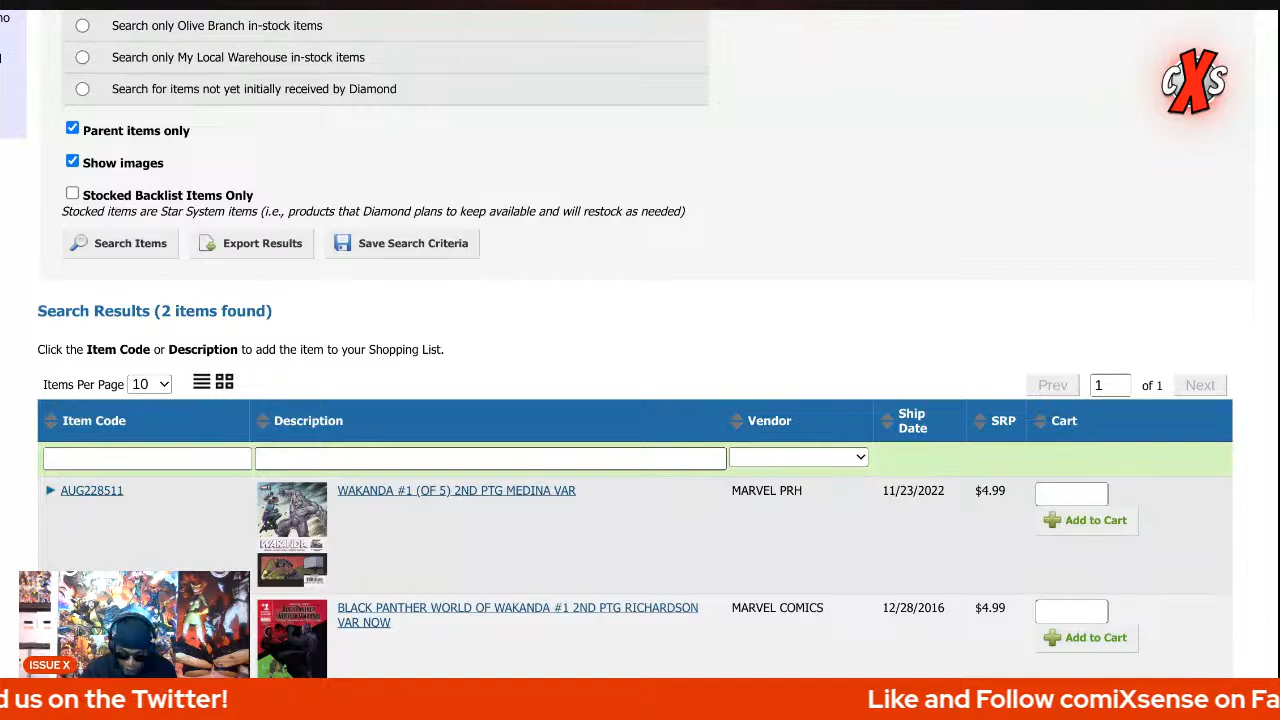 Search only Olive Branch in-stock items
Search only My Local Warehouse in-stock items
Search for items not yet initially received by Diamond
CXS
Parent items only
Show images
Stocked Backlist Items Only
Stocked items are Star System items (i.e., products that Diamond plans to keep available and will restock as needed)
Search Items Export Results Save Search Criteria
Search Results (2 items found)
Click the Item Code or Description to add the item to your Shopping List.
Items Per Page 10 Prev 1 of 1 Next
Item Code Description Vendor Ship Date SRP Cart
AUG228511 WAKANDA #1 (OF 5) 2ND PTG MEDINA VAR MARVEL PRH 11/23/2022 $4.99
Add to Cart
BLACK PANTHER WORLD OF WAKANDA #1 2ND PTG RICHARDSON VAR NOW MARVEL COMICS 12/28/2016 $4.99
Add to Cart
ISSUE X
d us on the Twitter! Like and Follow comiXsense on Fa